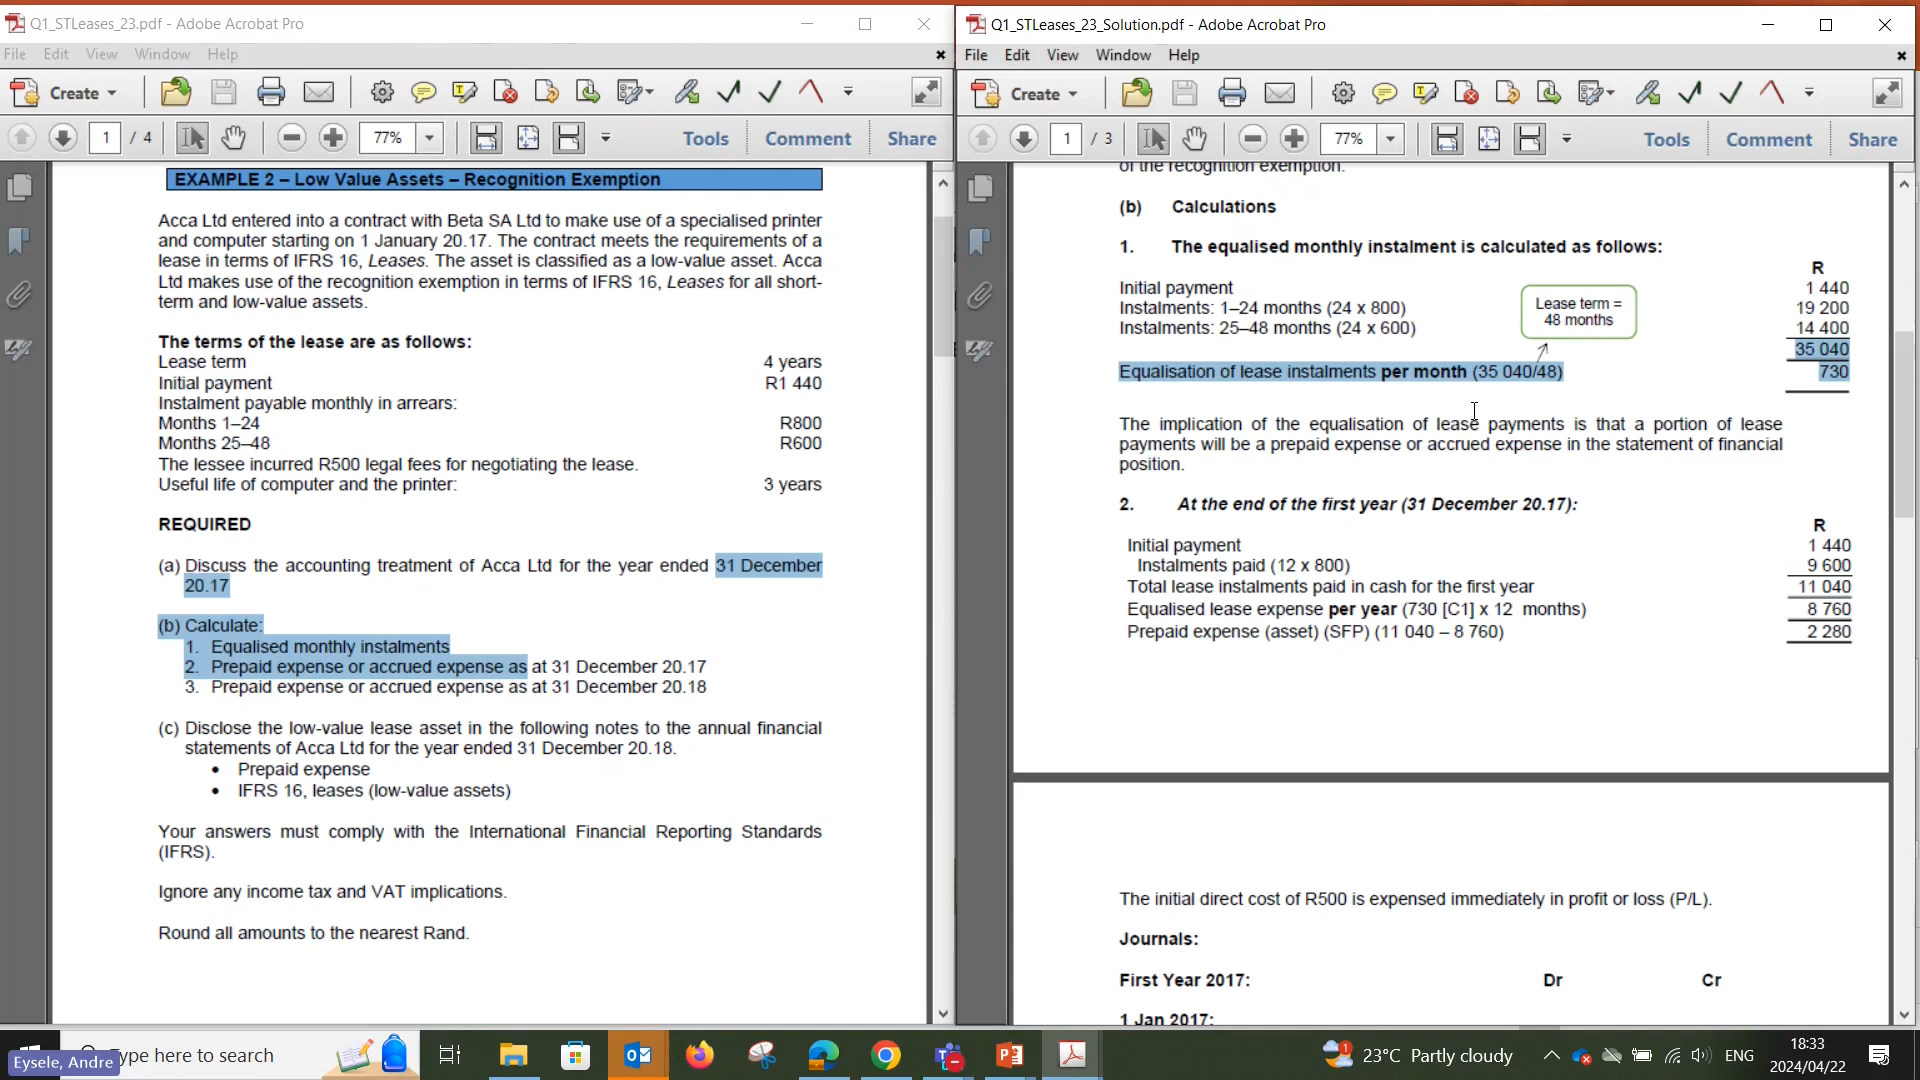 Q1_STLeases_23.pdf - Adobe Acrobat Pro
File Edit View Window Help
Create
1 / 4
77%
Tools Comment Share
EXAMPLE 2 – Low Value Assets – Recognition Exemption
Acca Ltd entered into a contract with Beta SA Ltd to make use of a specialised printer
and computer starting on 1 January 20.17. The contract meets the requirements of a
lease in terms of IFRS 16, Leases. The asset is classified as a low-value asset. Acca
Ltd makes use of the recognition exemption in terms of IFRS 16, Leases for all short-
term and low-value assets.
The terms of the lease are as follows:
Lease term 4 years
Initial payment R1 440
Instalment payable monthly in arrears:
Months 1–24 R800
Months 25–48 R600
The lessee incurred R500 legal fees for negotiating the lease.
Useful life of computer and the printer: 3 years
REQUIRED
(a) Discuss the accounting treatment of Acca Ltd for the year ended 31 December
20.17
(b) Calculate:
1. Equalised monthly instalments
2. Prepaid expense or accrued expense as at 31 December 20.17
3. Prepaid expense or accrued expense as at 31 December 20.18
(c) Disclose the low-value lease asset in the following notes to the annual financial
statements of Acca Ltd for the year ended 31 December 20.18.
• Prepaid expense
• IFRS 16, leases (low-value assets)
Your answers must comply with the International Financial Reporting Standards
(IFRS).
Ignore any income tax and VAT implications.
Round all amounts to the nearest Rand.
Q1_STLeases_23_Solution.pdf - Adobe Acrobat Pro
File Edit View Window Help
Create
1 / 3
77%
Tools Comment Share
of the recognition exemption.
(b) Calculations
1. The equalised monthly instalment is calculated as follows:
R
Initial payment 1 440
Instalments: 1–24 months (24 x 800) 19 200
Instalments: 25–48 months (24 x 600) 14 400
Lease term =
48 months
35 040
Equalisation of lease instalments per month (35 040/48) 730
The implication of the equalisation of lease payments is that a portion of lease
payments will be a prepaid expense or accrued expense in the statement of financial
position.
2. At the end of the first year (31 December 20.17):
R
Initial payment 1 440
Instalments paid (12 x 800) 9 600
Total lease instalments paid in cash for the first year 11 040
Equalised lease expense per year (730 [C1] x 12 months) 8 760
Prepaid expense (asset) (SFP) (11 040 – 8 760) 2 280
The initial direct cost of R500 is expensed immediately in profit or loss (P/L).
Journals:
First Year 2017: Dr Cr
1 Jan 2017:
Eysele, Andre
Type here to search
23°C Partly cloudy
ENG
18:33
2024/04/22